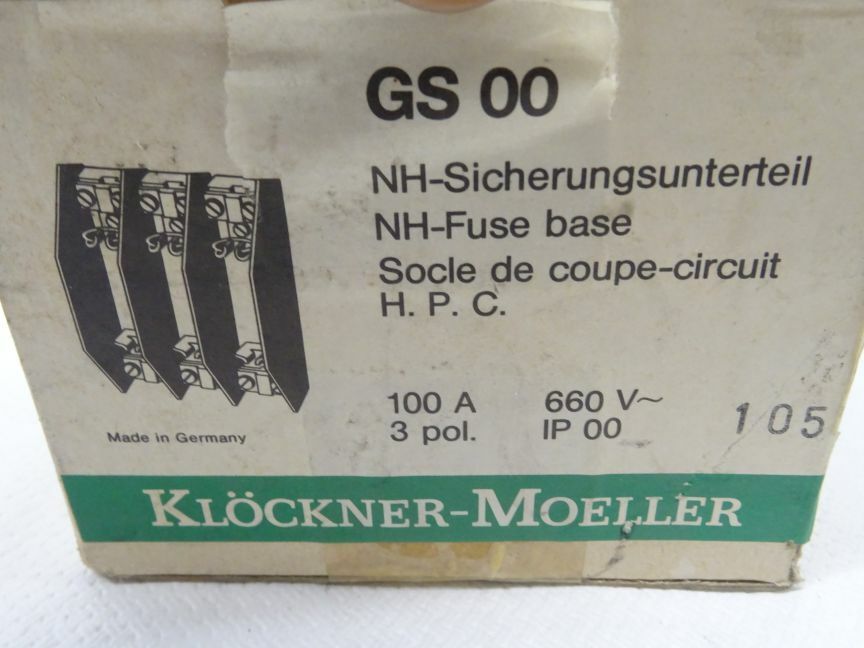 GS 00
NH-Sicherungsunterteil
NH-Fuse base
Socle de coupe-circuit
H. P. C.
100 A 660 V~
3 pol. IP 00
105
Made in Germany
KLÖCKNER-MOELLER